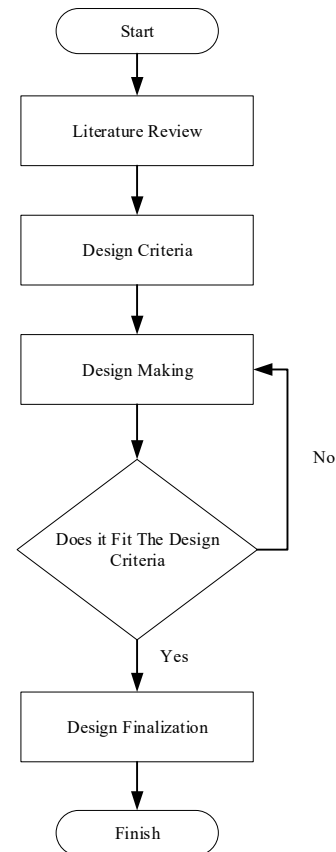 Start
Literature Review
Design Criteria
Design Making
No
Does it Fit The Design
Criteria
Yes
Design Finalization
Finish